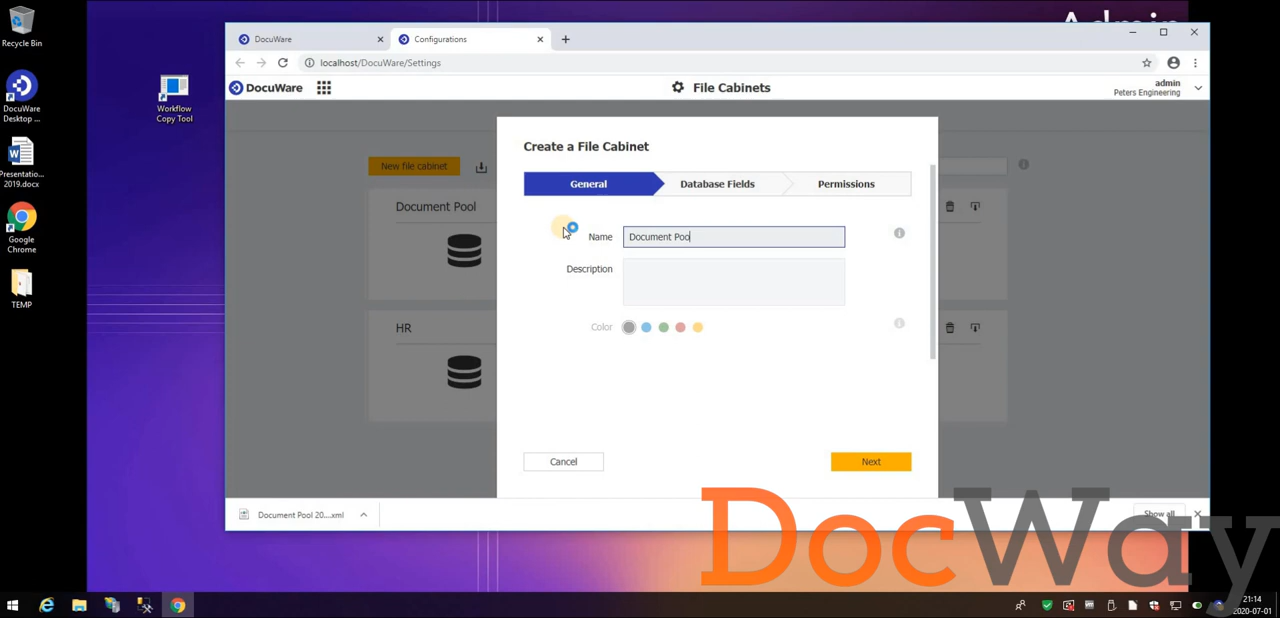 Admin
Recycle Bin
DocuWare
Configurations
localhost/DocuWare/Settings
DocuWare
File Cabinets
admin
Peters Engineering
DocuWare
Desktop ...
Workflow
Copy Tool
Create a File Cabinet
New file cabinet
General
Database Fields
Permissions
Presentatio...
2019.docx
Document Pool
Name
Document Poo
Description
Google
Chrome
TEMP
HR
Color
Cancel
Next
Document Pool 20....xml
Show all
DocWay
21:14
2020-07-01